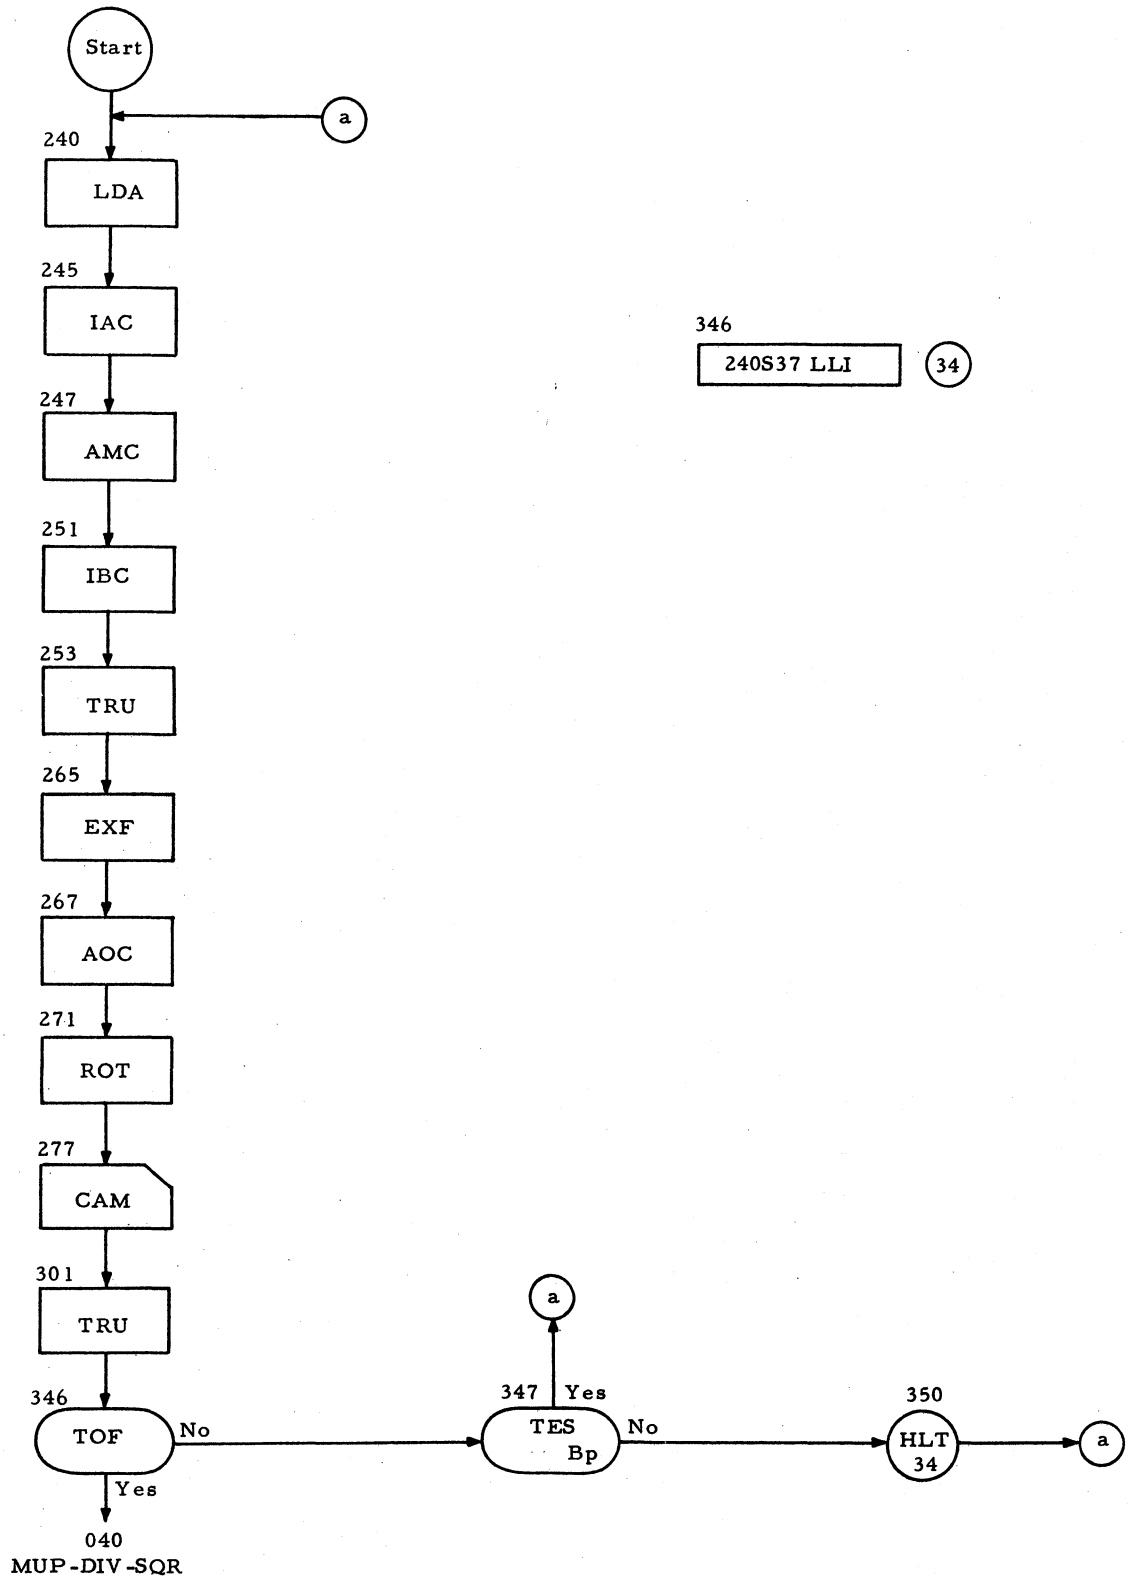 Start
a
240
LDA
245
IAC
346
240S37 LLI
34
247
AMC
251
IBC
253
TRU
265
EXF
267
AOC
271
ROT
277
CAM
301
TRU
a
346
TOF
No
Yes
347
Yes
TES
Bp
No
350
HLT
34
a
040
MUP-DIV-SQR